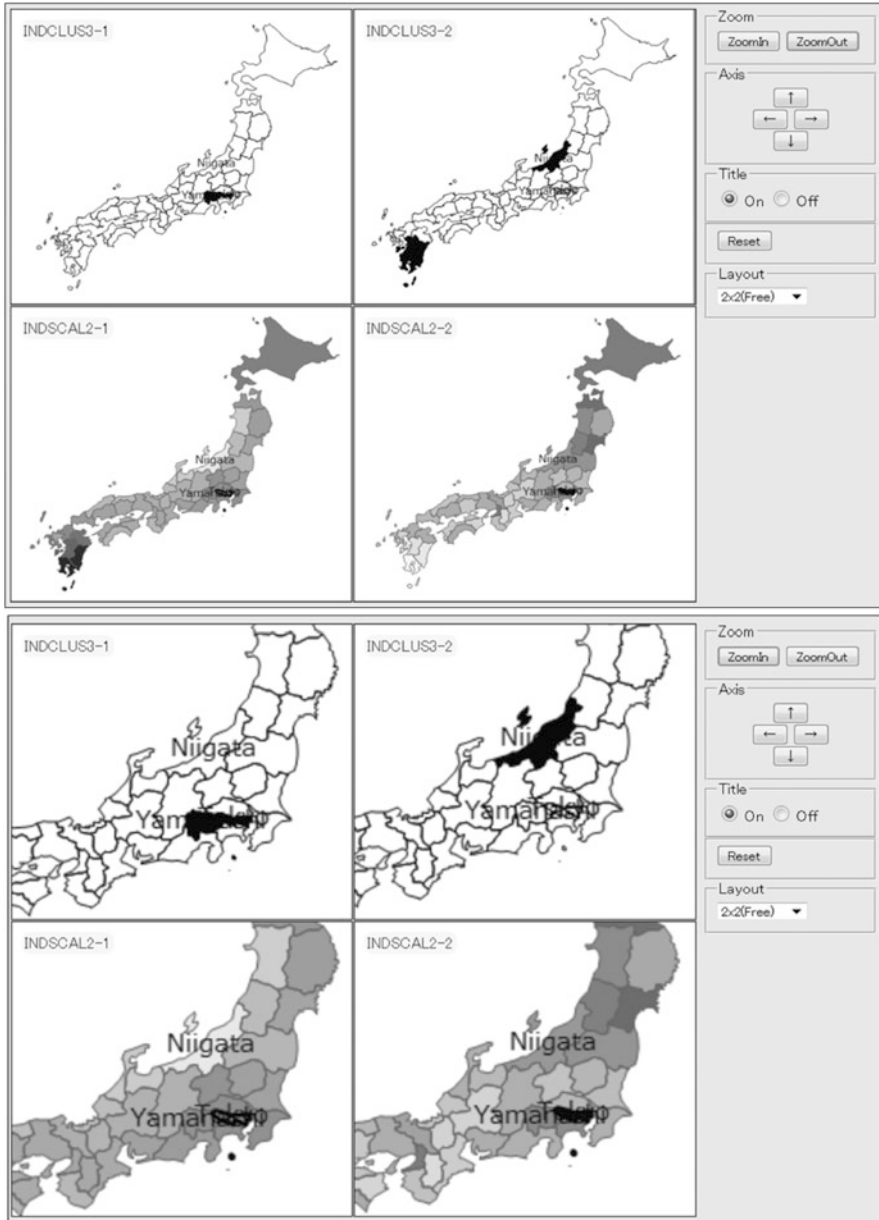 INDCLUS3-1
Niigata
INDCLUS3-2
Niigata
INDSCAL2-1
Niigata
INDSCAL2-2
Niigata
Zoom
ZoomIn ZoomOut
Axis
↑
← →
↓
Title
On Off
Reset
Layout
2x2(Free)
INDCLUS3-1
Niigata
INDCLUS3-2
Niigata
INDSCAL2-1
Niigata
INDSCAL2-2
Niigata
Zoom
ZoomIn ZoomOut
Axis
↑
← →
↓
Title
On Off
Reset
Layout
2x2(Free)